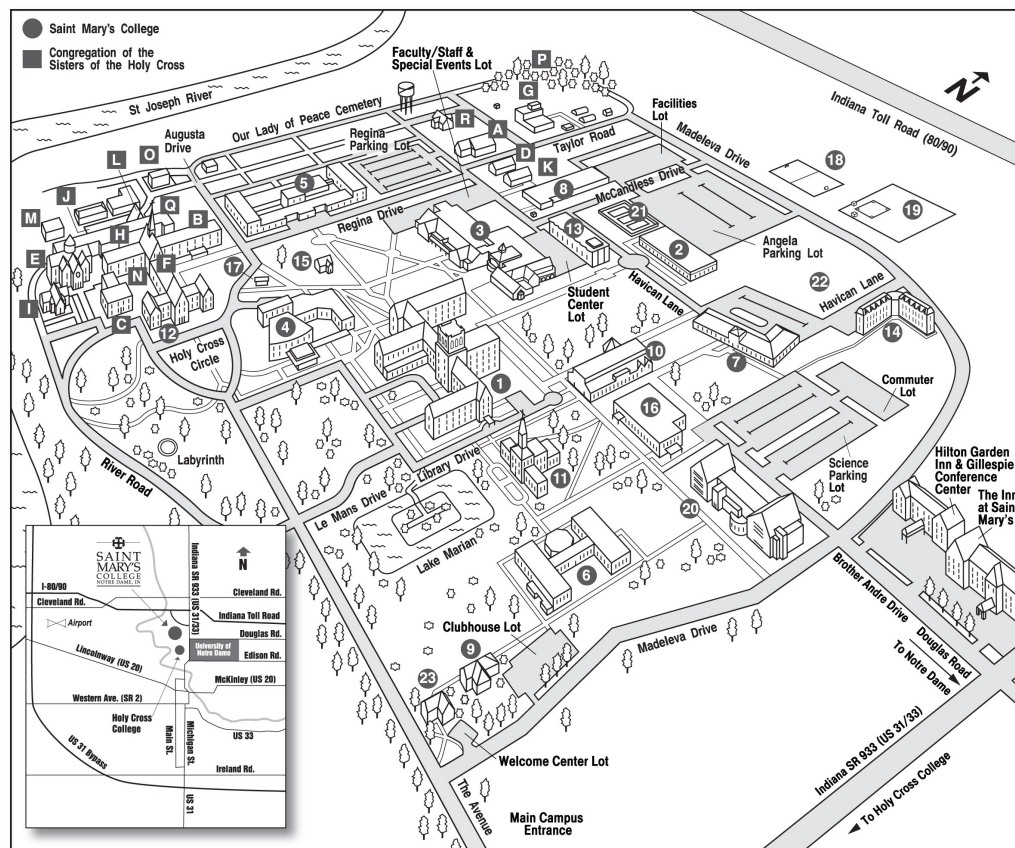 Saint Mary's College
Congregation of the
Sisters of the Holy Cross
St Joseph River
Our Lady of Peace Cemetery
Faculty/Staff &
Special Events Lot
P
G
N
Indiana Toll Road (80/90)
Facilities
Lot
Madeleva Drive
Taylor Road
R
A
D
K
Augusta
Drive
Regina
Parking Lot
L
O
J
Q
M
B
H
E
F
N
I
C
5
8
McCandless Drive
18
19
21
2
Angela
Parking Lot
22
Regina Drive
3
13
17
15
Student
Center
Lot
Havican Lane
Havican Lane
12
4
Holy Cross
Circle
10
7
14
1
16
Commuter
Lot
Labyrinth
River Road
Library Drive
Le Mans Drive
11
Science
Parking
Lot
20
Hilton Garden
Inn & Gillespie
Conference
Center
The Inn
at Saint
Mary's
Lake Marian
6
Brother Andre Drive
Douglas Road
To Notre Dame
Clubhouse Lot
Madeleva Drive
9
23
Welcome Center Lot
Indiana SR 933 (US 31/33)
To Holy Cross College
The Avenue
Main Campus
Entrance
SAINT
MARY'S
COLLEGE
NOTRE DAME, IN
Indiana SR 933 (US 31/33)
N
I-80/90
Cleveland Rd.
Cleveland Rd.
Indiana Toll Road
Airport
Douglas Rd.
University of
Notre Dame
Edison Rd.
Lincolnway (US 20)
McKinley (US 20)
Western Ave. (SR 2)
Holy Cross
College
Main St.
Michigan St.
US 33
US 31 Bypass
Ireland Rd.
US 31